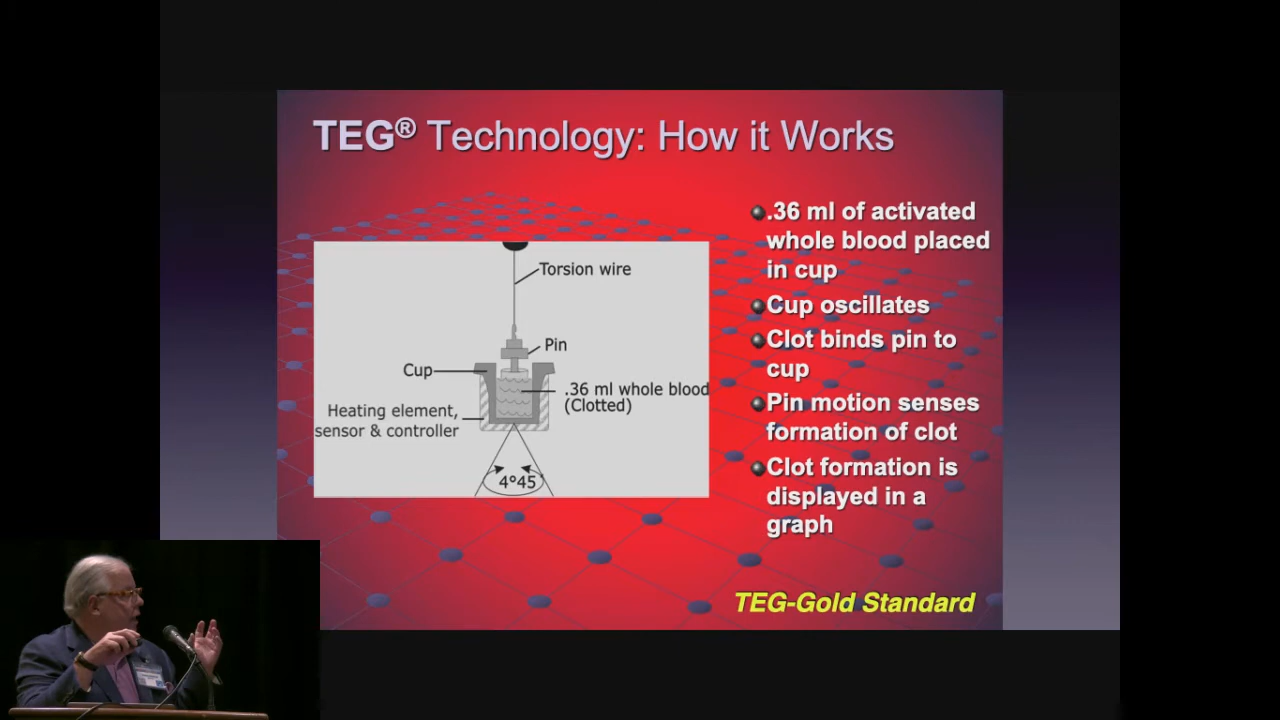 TEG® Technology: How it Works
Torsion wire
Pin
Cup
.36 ml whole blood
(Clotted)
Heating element,
sensor & controller
4°45
.36 ml of activated
whole blood placed
in cup
Cup oscillates
Clot binds pin to
cup
Pin motion senses
formation of clot
Clot formation is
displayed in a
graph
TEG-Gold Standard